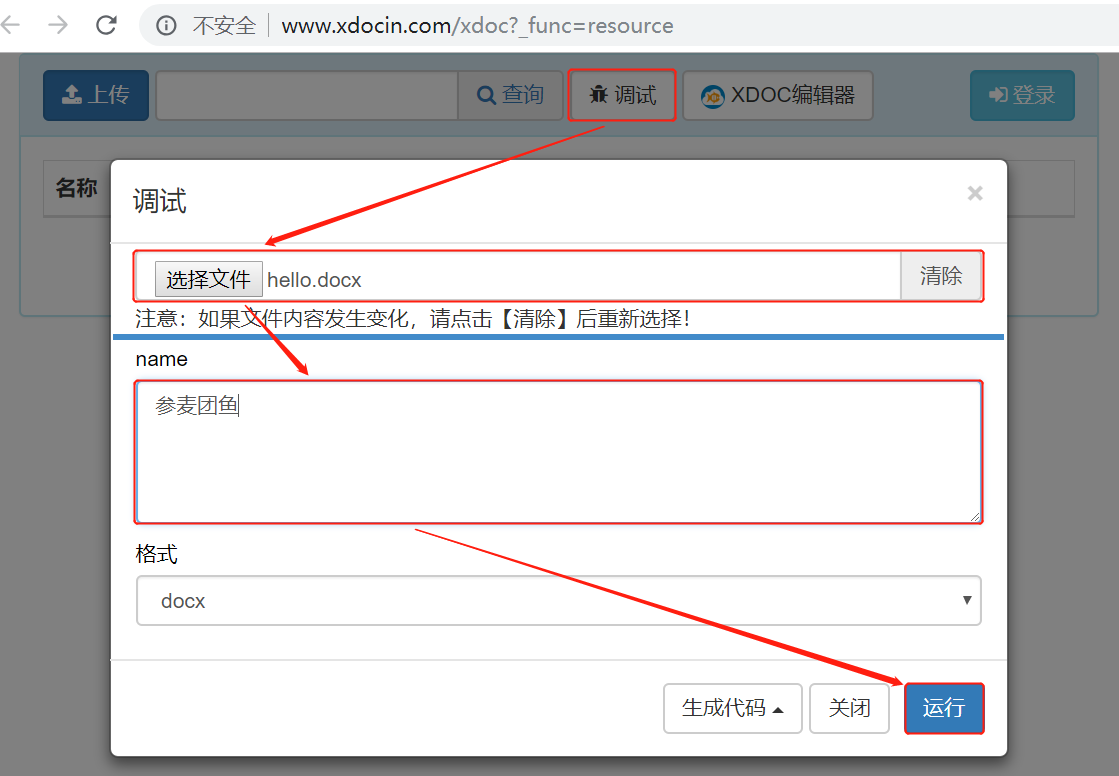 不安全 www.xdocin.com/xdoc?_func=resource
上传 查询 调试 XDOC编辑器 登录
名称
调试 ×
选择文件 hello.docx 清除
注意：如果文件内容发生变化，请点击【清除】后重新选择！
name
参麦团鱼
格式
docx
生成代码 关闭 运行